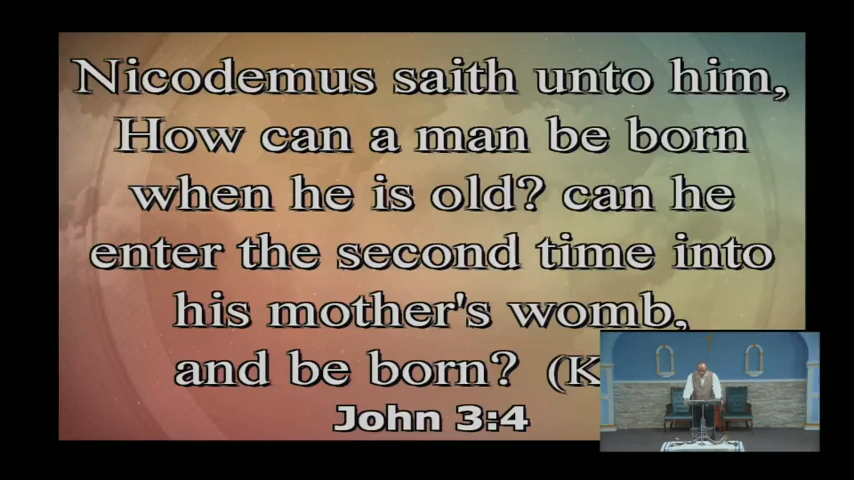 Nicodemus saith unto him,
How can a man be born
when he is old? can he
enter the second time into
his mother's womb,
and be born? (K
John 3:4